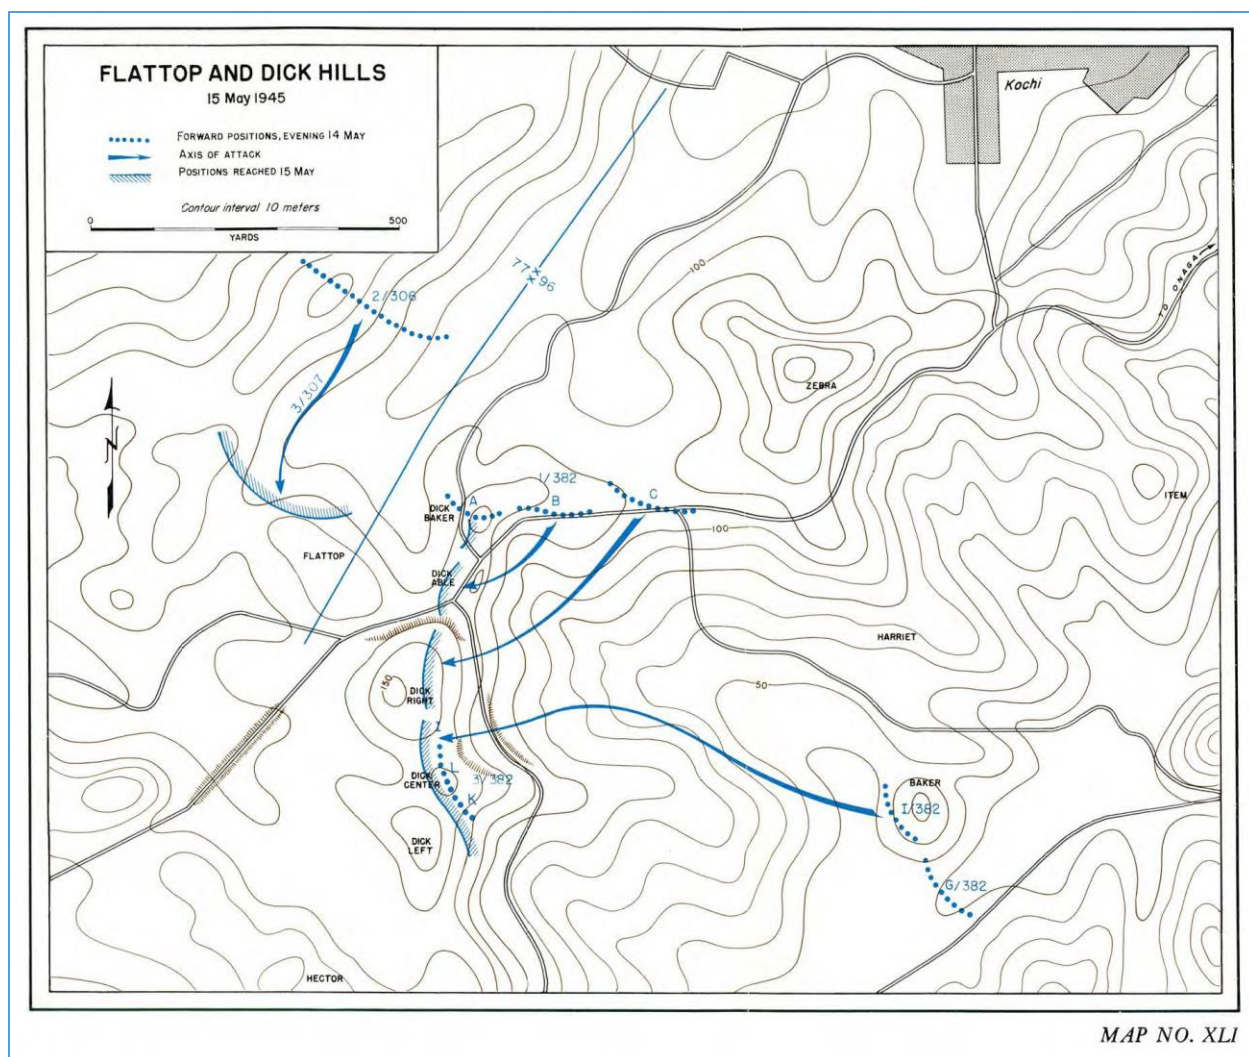 FLATTOP AND DICK HILLS
15 May 1945
FORWARD POSITIONS, EVENING 14 MAY
AXIS OF ATTACK
POSITIONS REACHED 15 MAY
Contour interval 10 meters
0 500
YARDS
Kochi
TO ONAGA
77 × × 96
2/306
100
3/307
N
ZEBRA
ITEM
1/382
A B C
DICK
BAKER
100
FLATTOP
DICK
ABLE
HARRIET
150
DICK
RIGHT
50
I
DICK
CENTER
L
3/382
K
BAKER
I/382
DICK
LEFT
G/382
HECTOR
MAP NO. XLI